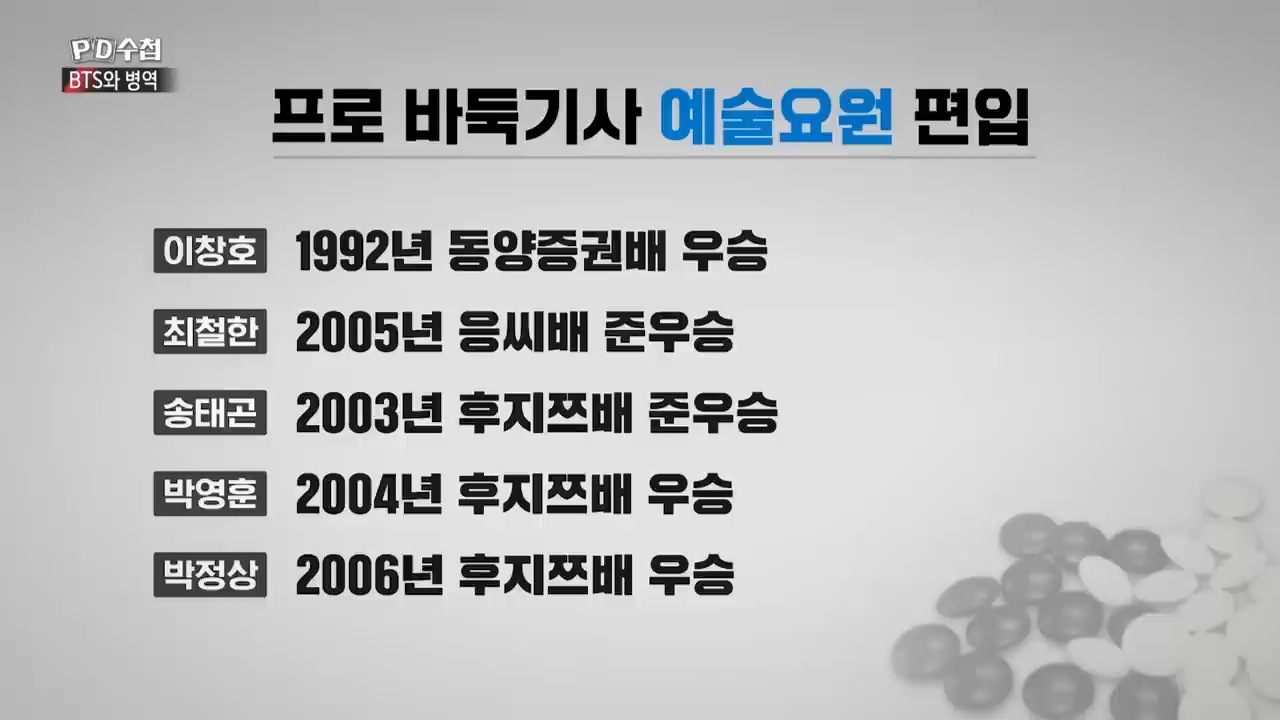 PD수첩
BTS와 병역
프로 바둑기사 예술요원 편입
이창호 1992년 동양증권배 우승
최철한 2005년 응씨배 준우승
송태곤 2003년 후지쯔배 준우승
박영훈 2004년 후지쯔배 우승
박정상 2006년 후지쯔배 우승